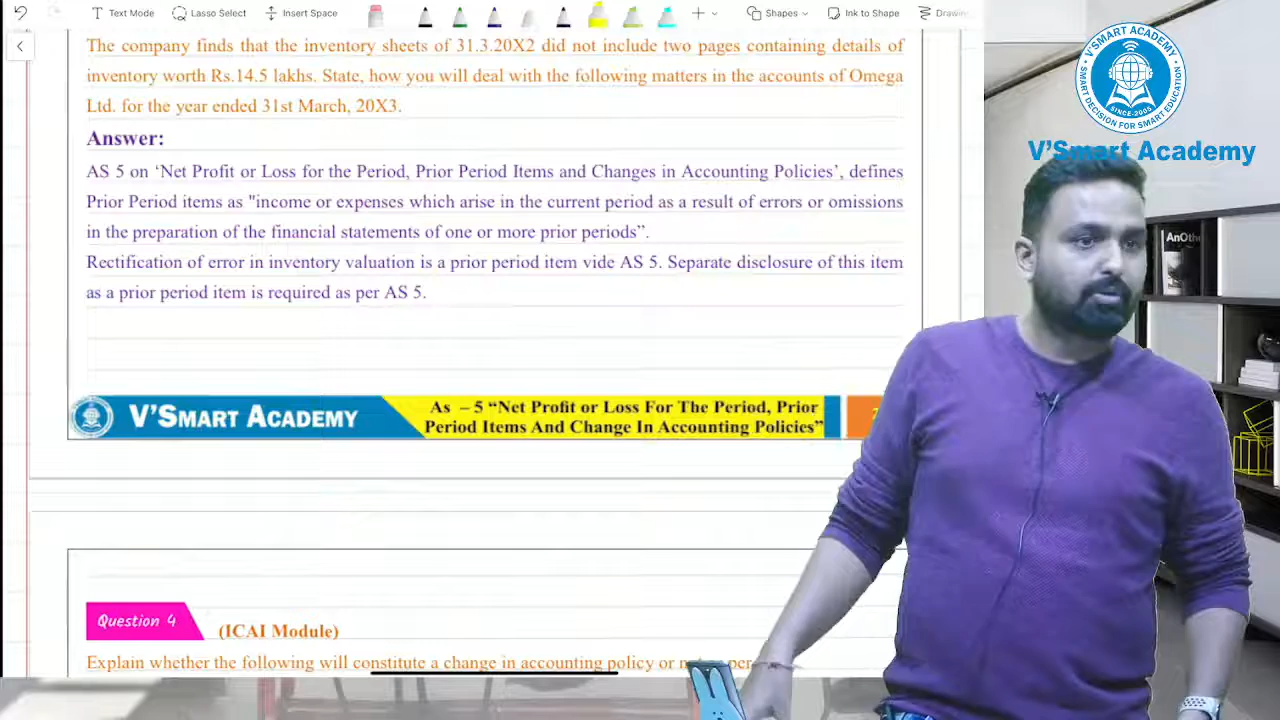 Text Mode
Lasso Select
Insert Space
Shapes
Ink to Shape
The company finds that the inventory sheets of 31.3.20X2 did not include two pages containing details of
inventory worth Rs.14.5 lakhs. State, how you will deal with the following matters in the accounts of Omega
Ltd. for the year ended 31st March, 20X3.
Answer:
AS 5 on ‘Net Profit or Loss for the Period, Prior Period Items and Changes in Accounting Policies’, defines
Prior Period items as "income or expenses which arise in the current period as a result of errors or omissions
in the preparation of the financial statements of one or more prior periods”.
Rectification of error in inventory valuation is a prior period item vide AS 5. Separate disclosure of this item
as a prior period item is required as per AS 5.
V'SMART ACADEMY
As – 5 “Net Profit or Loss For The Period, Prior
Period Items And Change In Accounting Policies”
Question 4
(ICAI Module)
Explain whether the following will constitute a change in accounting policy or
V'SMART ACADEMY
SINCE-2005
SMART DECISION FOR SMART EDUCATION
V'Smart Academy